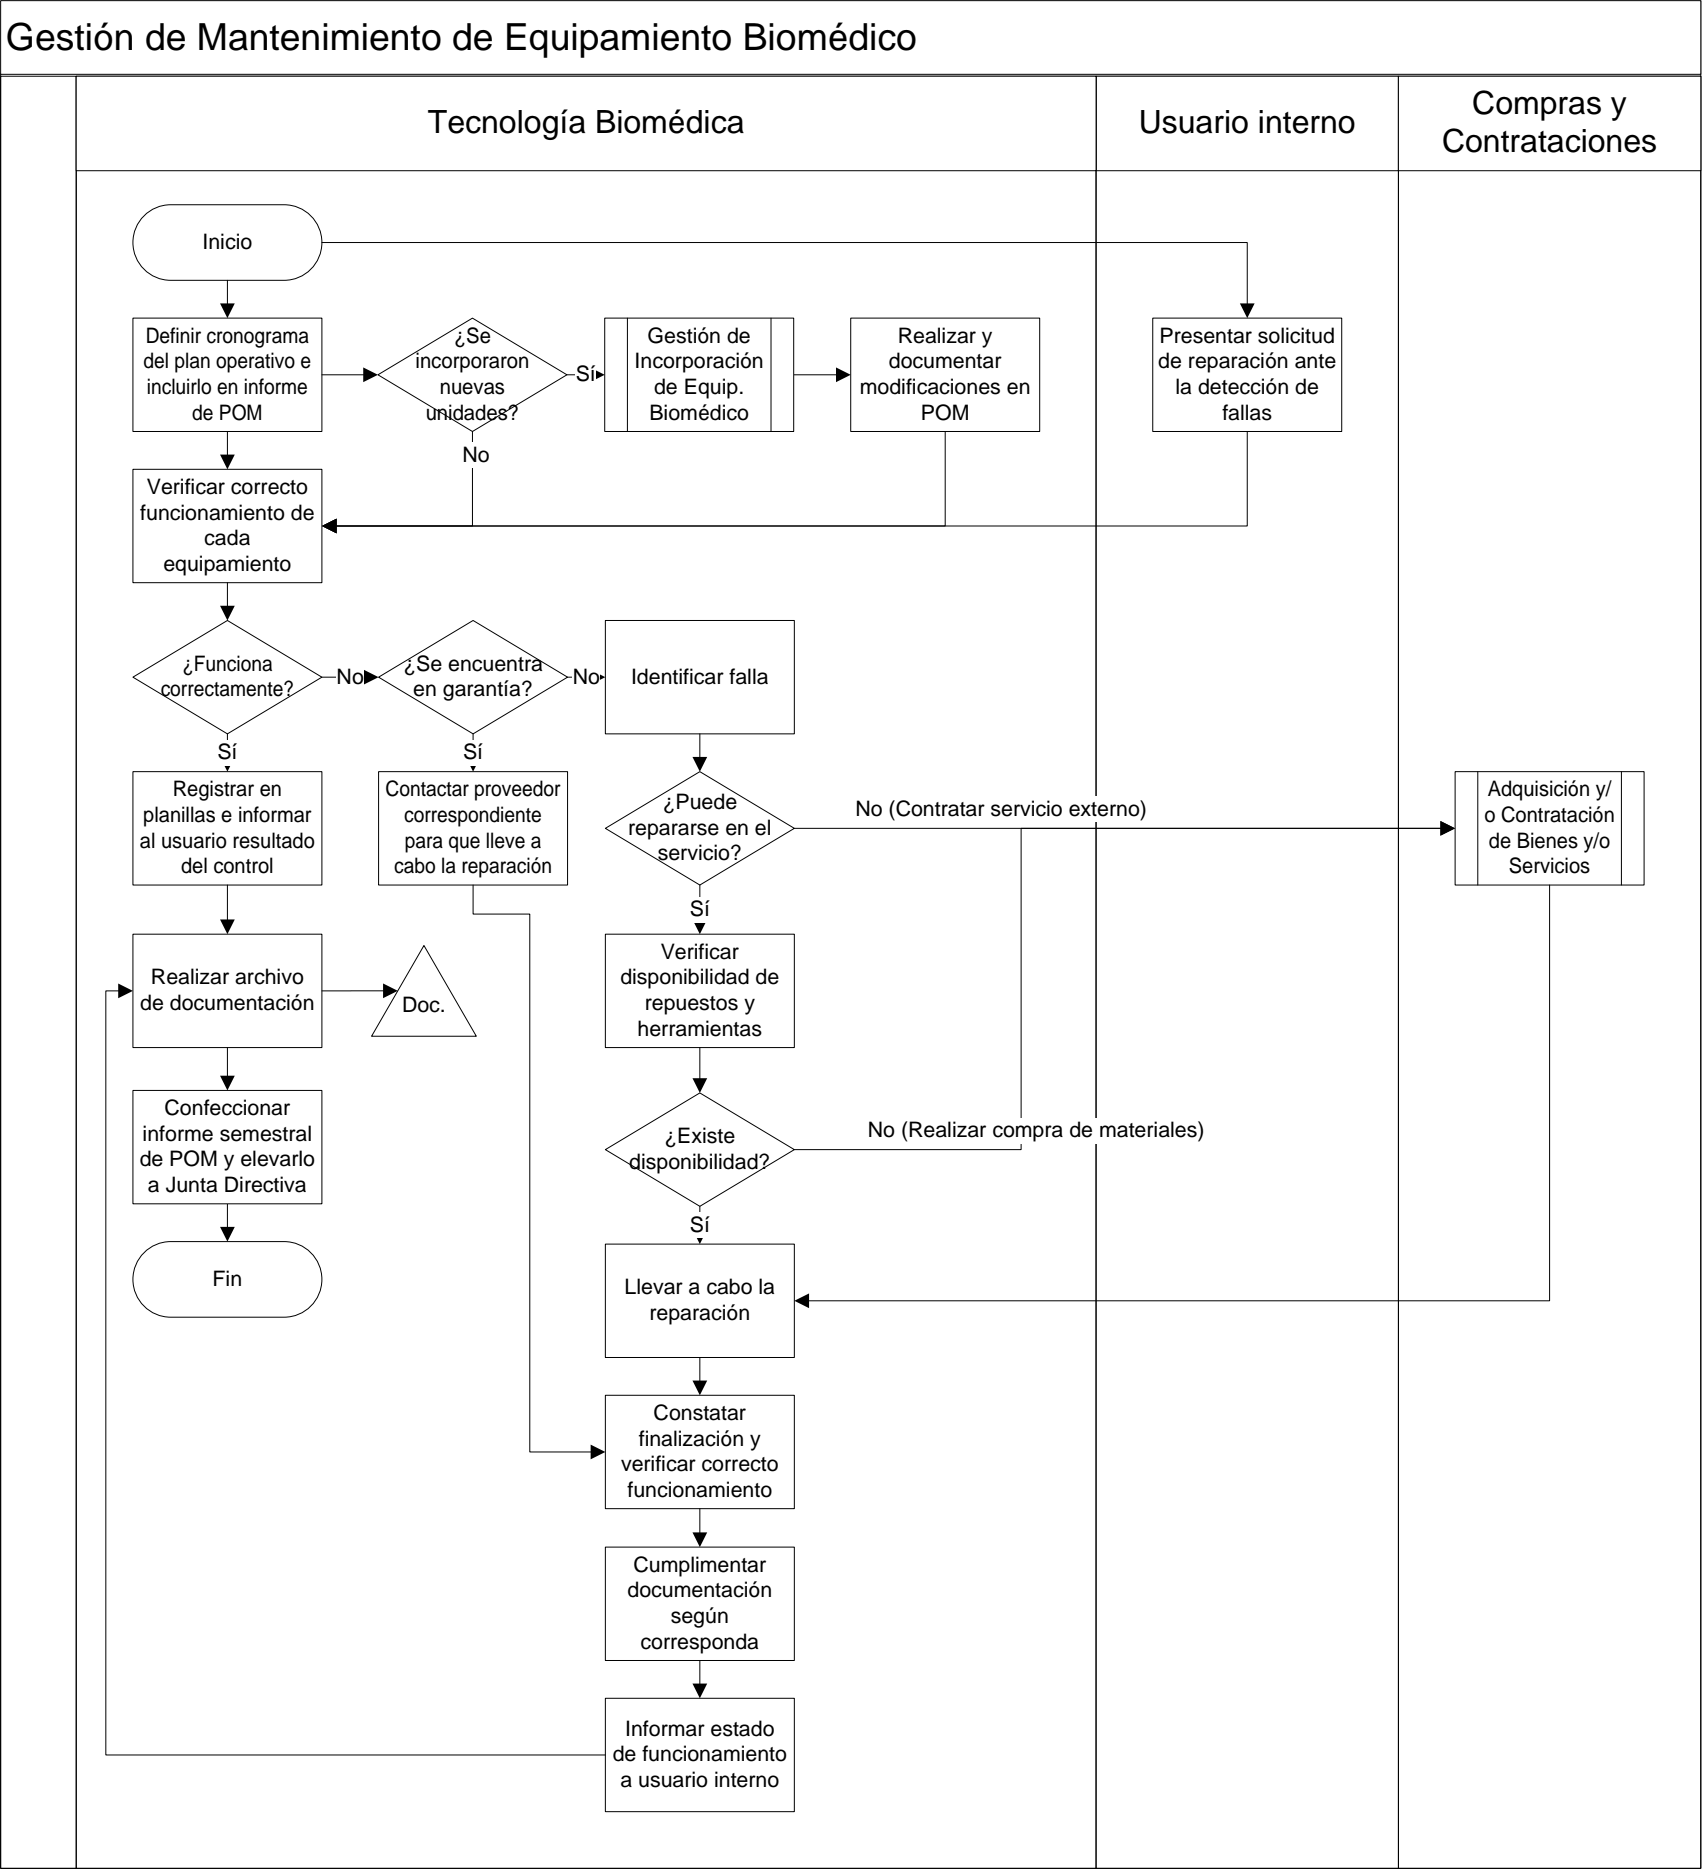 Gestión de Mantenimiento de Equipamiento Biomédico
Tecnología Biomédica
Usuario interno
Compras y
Contrataciones
Inicio
Definir cronograma
del plan operativo e
incluirlo en informe
de POM
¿Se
incorporaron
nuevas
unidades?
Sí
Gestión de
Incorporación
de Equip.
Biomédico
Realizar y
documentar
modificaciones en
POM
Presentar solicitud
de reparación ante
la detección de
fallas
No
Verificar correcto
funcionamiento de
cada
equipamiento
¿Funciona
correctamente?
No
¿Se encuentra
en garantía?
No
Identificar falla
Sí
Sí
Registrar en
planillas e informar
al usuario resultado
del control
Contactar proveedor
correspondiente
para que lleve a
cabo la reparación
¿Puede
repararse en el
servicio?
No (Contratar servicio externo)
Adquisición y/
o Contratación
de Bienes y/o
Servicios
Sí
Realizar archivo
de documentación
Doc.
Verificar
disponibilidad de
repuestos y
herramientas
Confeccionar
informe semestral
de POM y elevarlo
a Junta Directiva
¿Existe
disponibilidad?
No (Realizar compra de materiales)
Sí
Fin
Llevar a cabo la
reparación
Constatar
finalización y
verificar correcto
funcionamiento
Cumplimentar
documentación
según
corresponda
Informar estado
de funcionamiento
a usuario interno